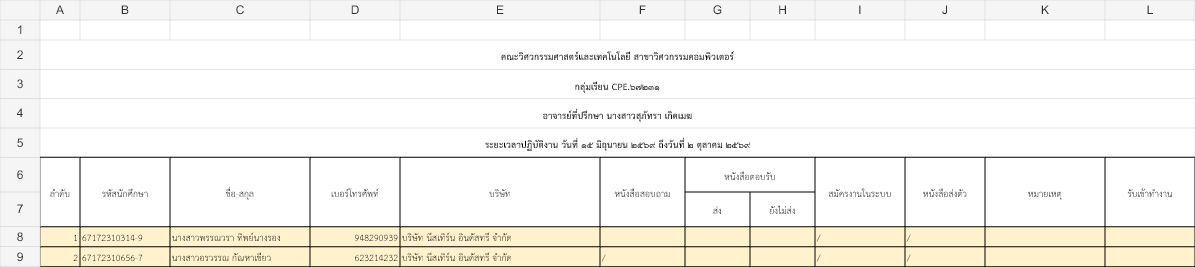 A B C D E F G H I J K L
1
2 คณะวิศวกรรมศาสตร์และเทคโนโลยี สาขาวิศวกรรมคอมพิวเตอร์
3 กลุ่มเรียน CPE.๖๗๒๓๑
4 อาจารย์ที่ปรึกษา นางสาวสุภัทรา เกิดเมฆ
5 ระยะเวลาปฏิบัติงาน วันที่ ๑๕ มิถุนายน ๒๕๖๙ ถึงวันที่ ๒ ตุลาคม ๒๕๖๙
6 ลำดับ รหัสนักศึกษา ชื่อ-สกุล เบอร์โทรศัพท์ บริษัท หนังสือสอบถาม หนังสือตอบรับ สมัครงานในระบบ หนังสือส่งตัว หมายเหตุ รับเข้าทำงาน
7 ส่ง ยังไม่ส่ง
8 1 67172310314-9 นางสาวพรรณวรา ทิพย์นางรอง 948290939 บริษัท นีสเทิร์น อินดัสทรี จำกัด / /
9 2 67172310656-7 นางสาวอรวรรณ กัณหาเขียว 623214232 บริษัท นีสเทิร์น อินดัสทรี จำกัด / / /